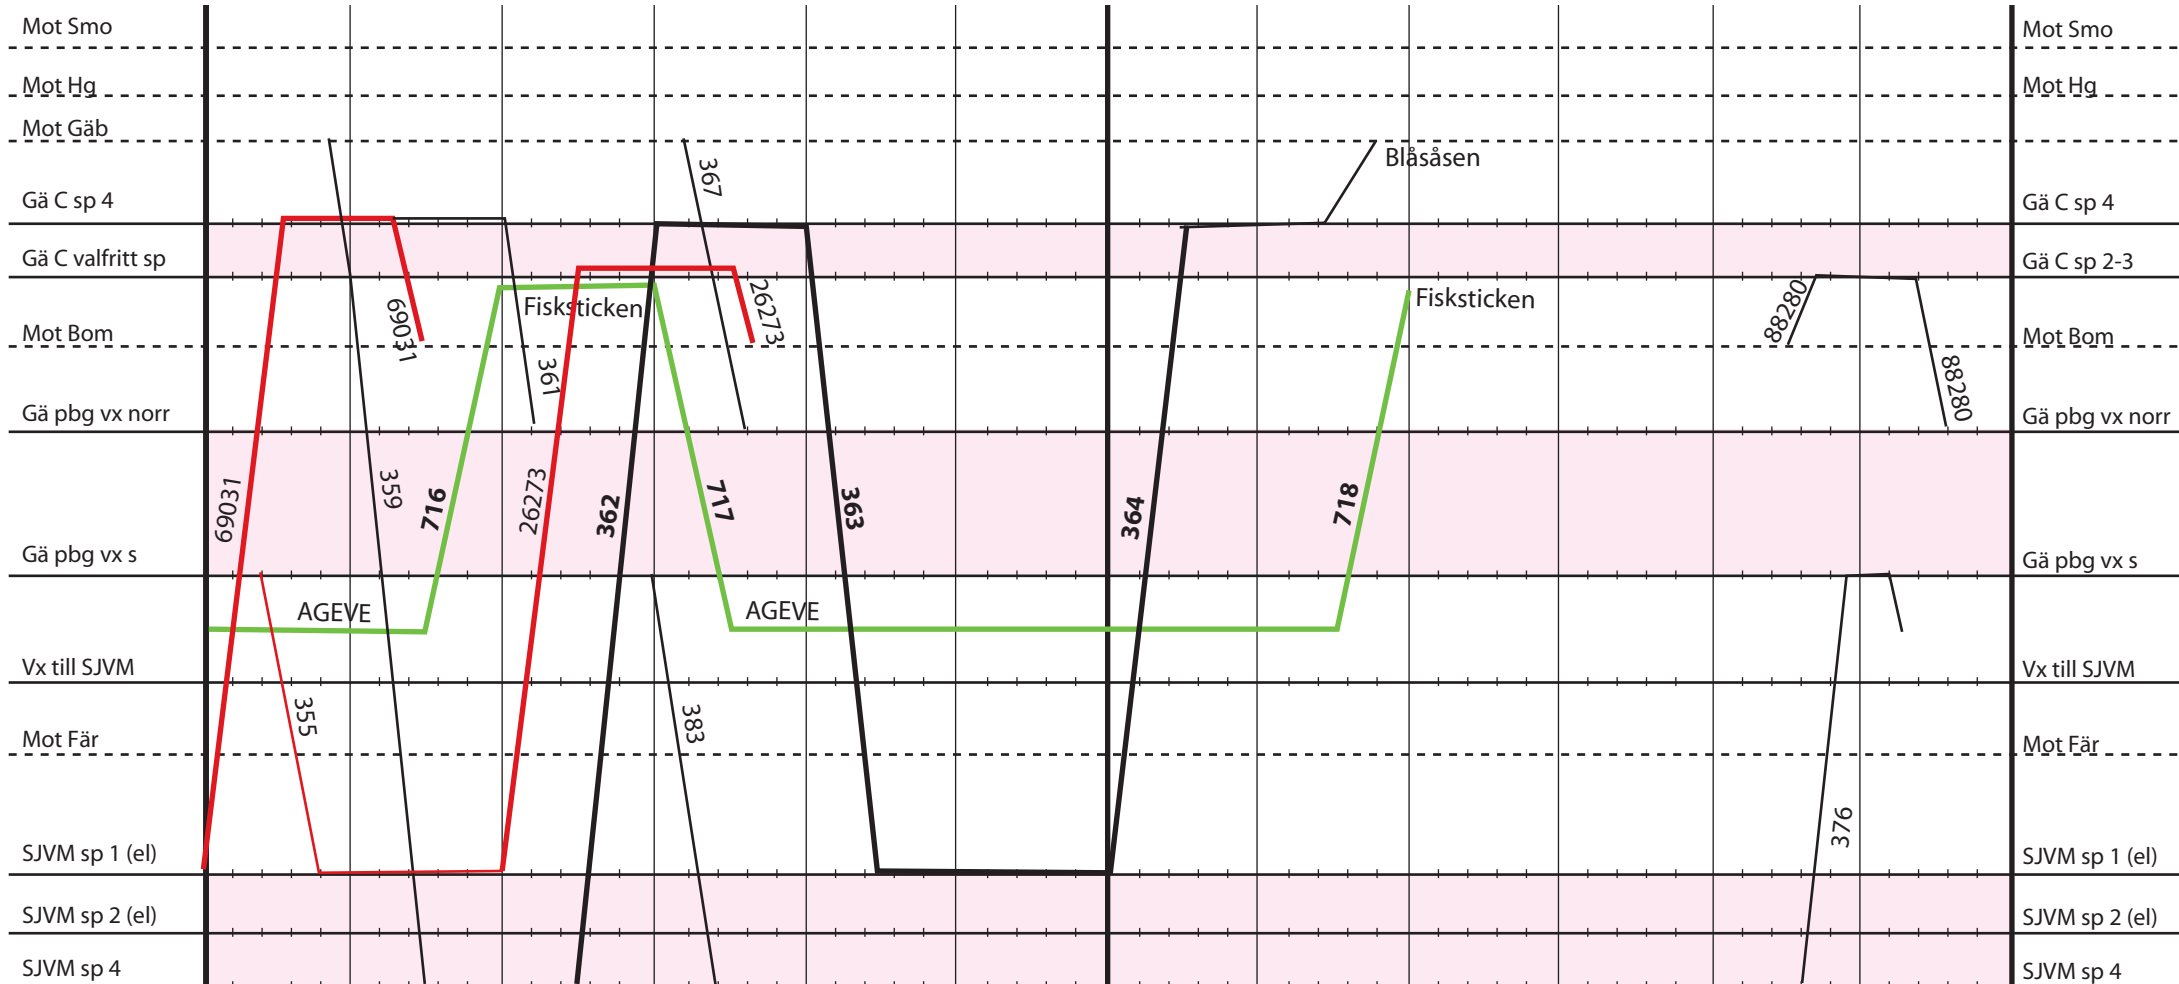 Mot Smo
Mot Smo
Mot Hg
Mot Hg
Mot Gäb
367
Blåsåsen
Gä C sp 4
Gä C sp 4
Gä C valfritt sp
Gä C sp 2-3
69031
Fisksticken
26273
Fisksticken
88280
Mot Bom
Mot Bom
361
88280
Gä pbg vx norr
Gä pbg vx norr
69031
359
716
26273
362
717
363
364
718
Gä pbg vx s
Gä pbg vx s
AGEVE
AGEVE
Vx till SJVM
Vx till SJVM
355
383
Mot Fär
Mot Fär
376
SJVM sp 1 (el)
SJVM sp 1 (el)
SJVM sp 2 (el)
SJVM sp 2 (el)
SJVM sp 4
SJVM sp 4